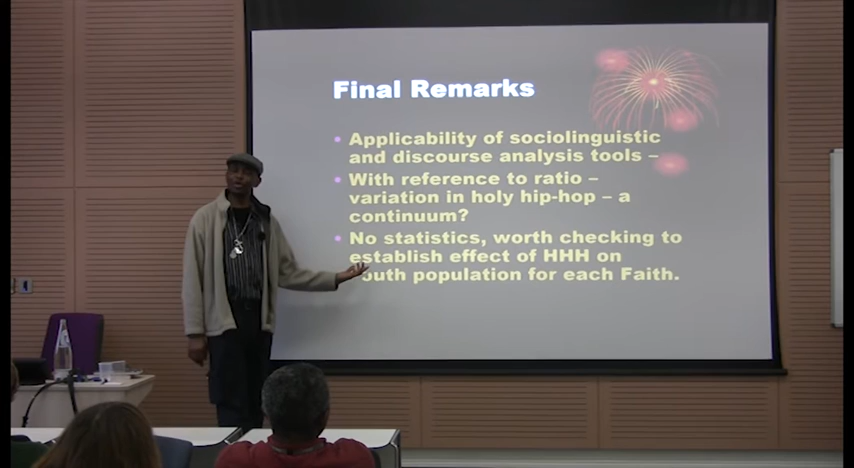 Final Remarks
• Applicability of sociolinguistic
and discourse analysis tools –
• With reference to ratio –
variation in holy hip-hop – a
continuum?
• No statistics, worth checking to
establish effect of HHH on
outh population for each Faith.